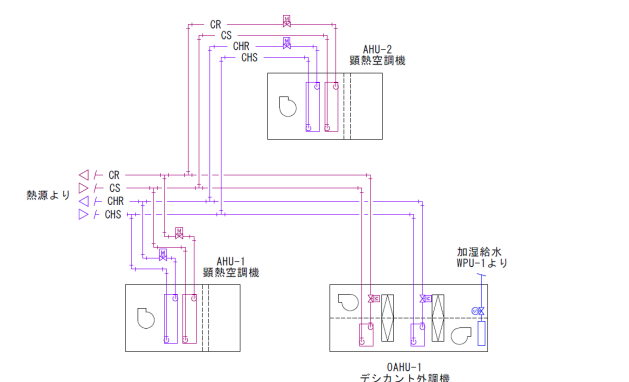 CR
CS
CHR
CHS
M
M
AHU-2
顕熱空調機
CR
CS
CHR
CHS
熱源より
M
M
AHU-1
顕熱空調機
加湿給水
WPU-1より
OAHU-1
デシカント外調機